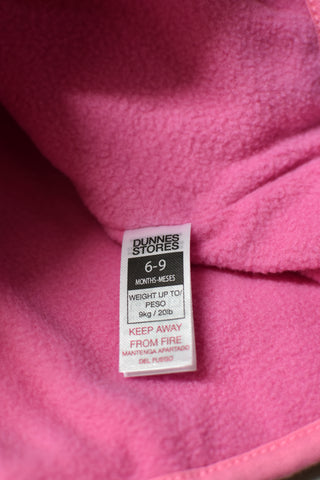 DUNNES
STORES
6-9
MONTHS-MESES
WEIGHT UP TO/
PESO
9kg / 20lb
KEEP AWAY
FROM FIRE
MANTENGA APARTADO
DEL FUEGO